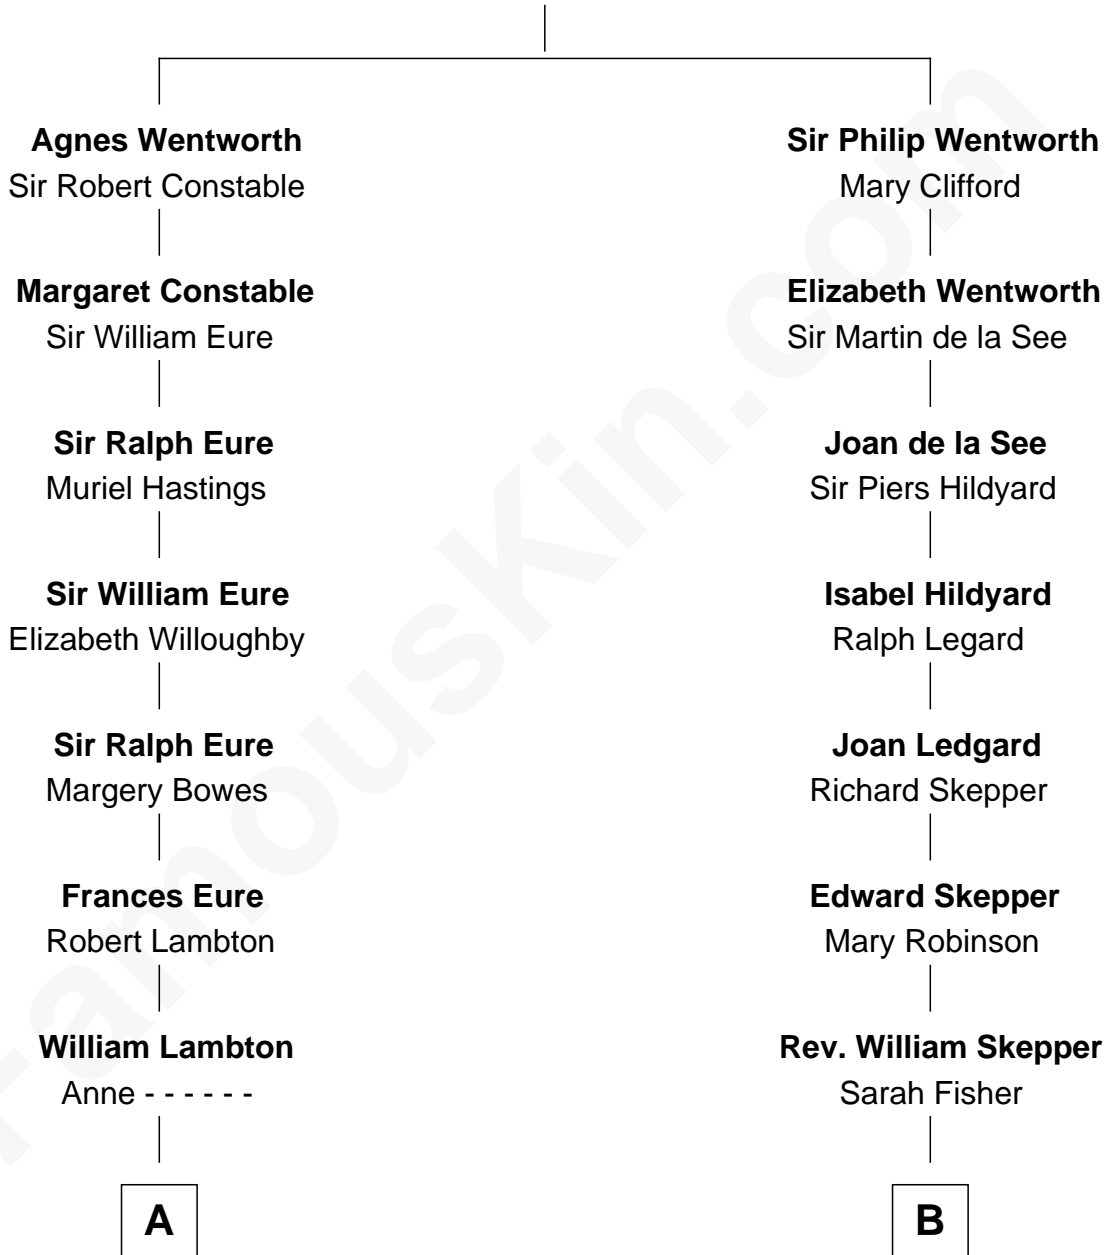 Agnes Wentworth
Sir Robert Constable
Margaret Constable
Sir William Eure
Sir Ralph Eure
Muriel Hastings
Sir William Eure
Elizabeth Willoughby
Sir Ralph Eure
Margery Bowes
Frances Eure
Robert Lambton
William Lambton
Anne - - - - - -
A
Sir Philip Wentworth
Mary Clifford
Elizabeth Wentworth
Sir Martin de la See
Joan de la See
Sir Piers Hildyard
Isabel Hildyard
Ralph Legard
Joan Ledgard
Richard Skepper
Edward Skepper
Mary Robinson
Rev. William Skepper
Sarah Fisher
B
FamousKin.com